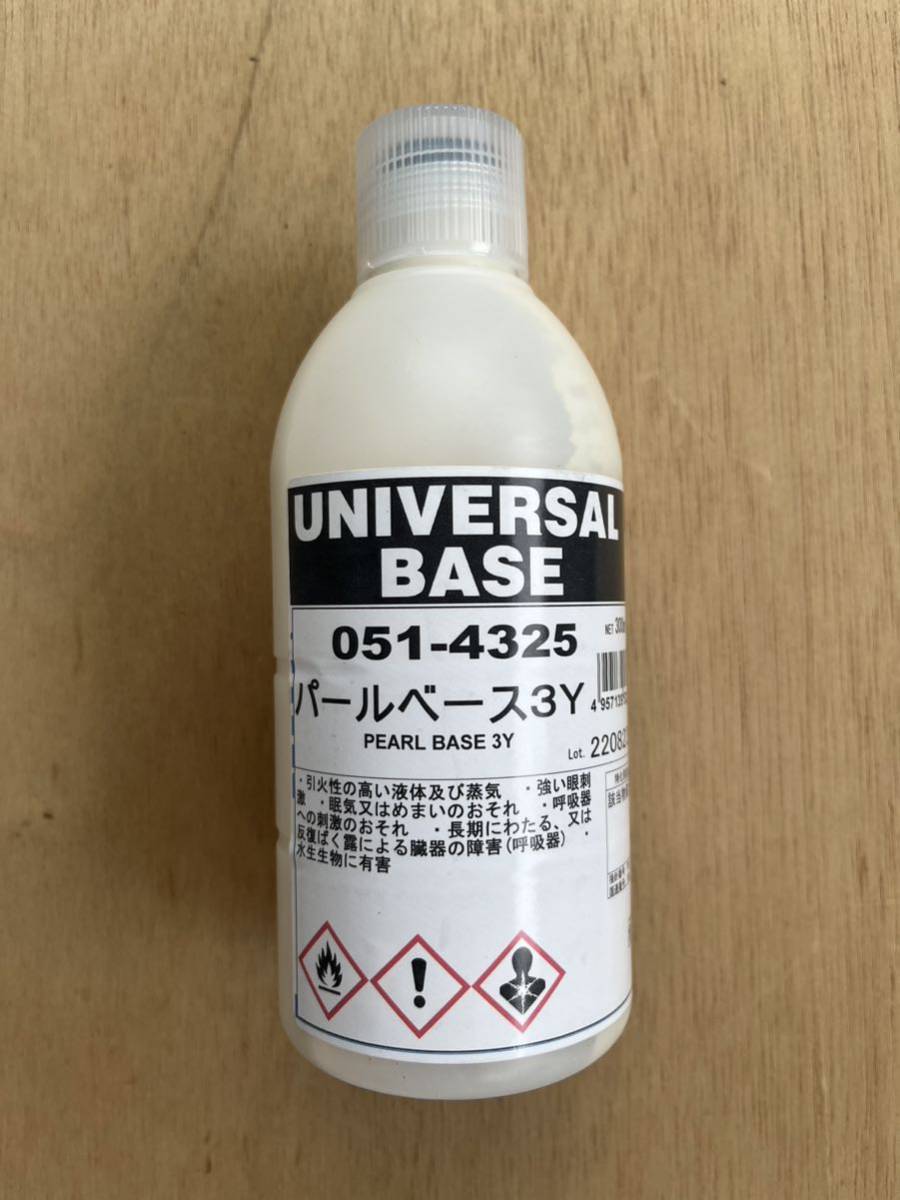 UNIVERSAL
BASE
051-4325
NET
パールベース3Y
PEARL BASE 3Y
Lot.
・引火性の高い液体及び蒸気 ・強い眼刺
激 ・眠気又はめまいのおそれ ・呼吸器
への刺激のおそれ ・長期にわたる、又は
反復ばく露による臓器の障害(呼吸器) ・
水生生物に有害